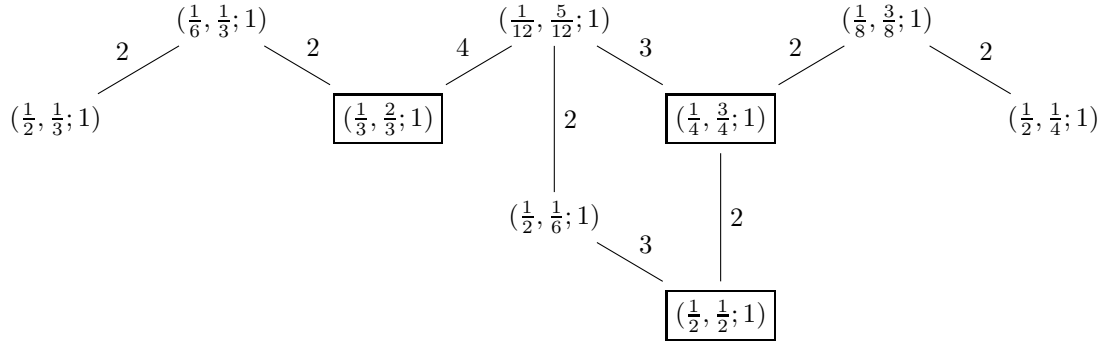 (1/6, 1/3; 1) (1/12, 5/12; 1) (1/8, 3/8; 1)
2 2 4 3 2 2
(1/2, 1/3; 1) (1/3, 2/3; 1) (1/4, 3/4; 1) (1/2, 1/4; 1)
2
(1/2, 1/6; 1) 2
3
(1/2, 1/2; 1)